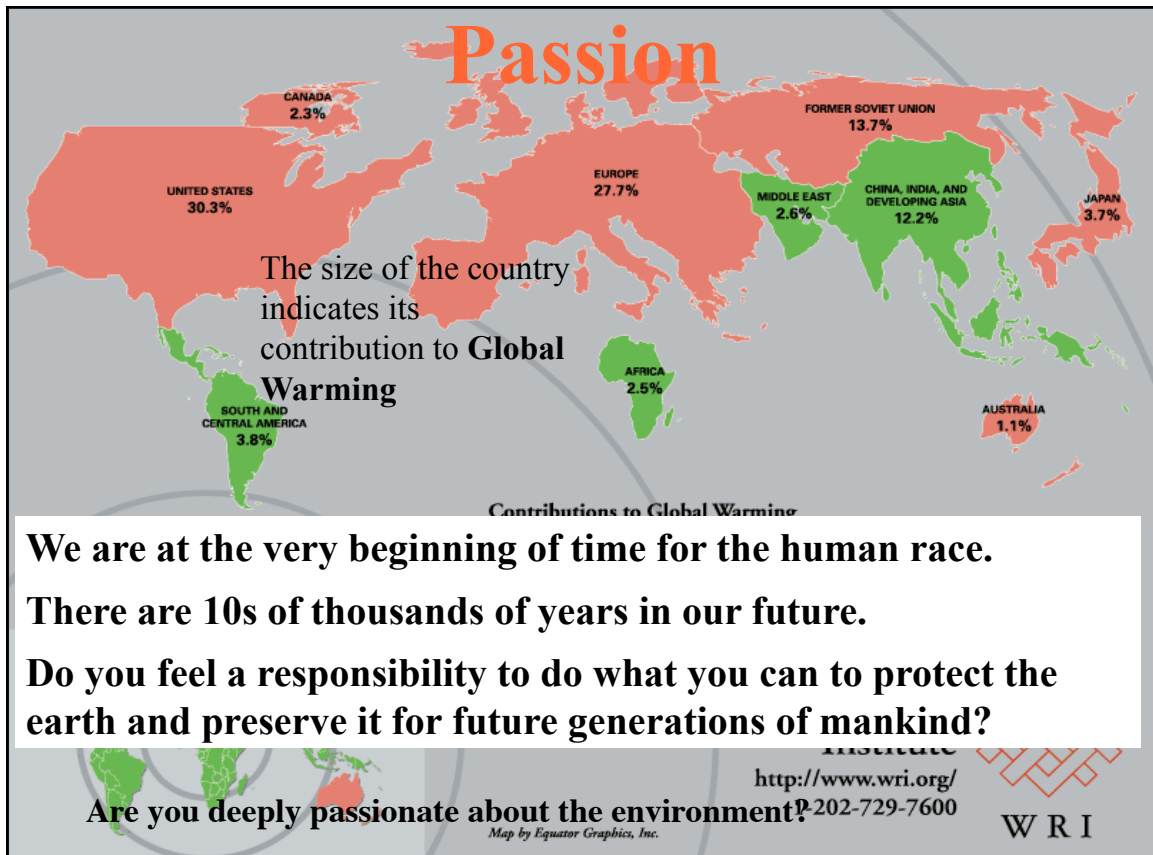 Passion
CANADA
2.3%
FORMER SOVIET UNION
13.7%
UNITED STATES
30.3%
EUROPE
27.7%
MIDDLE EAST
2.6%
CHINA, INDIA, AND
DEVELOPING ASIA
12.2%
JAPAN
3.7%
The size of the country
indicates its
contribution to Global
Warming
AFRICA
2.5%
SOUTH AND
CENTRAL AMERICA
3.8%
AUSTRALIA
1.1%
Contributions to Global Warming
We are at the very beginning of time for the human race.
There are 10s of thousands of years in our future.
Do you feel a responsibility to do what you can to protect the
earth and preserve it for future generations of mankind?
Institute
http://www.wri.org/
Are you deeply passionate about the environment?
-202-729-7600
Map by Equator Graphics, Inc.
W R I